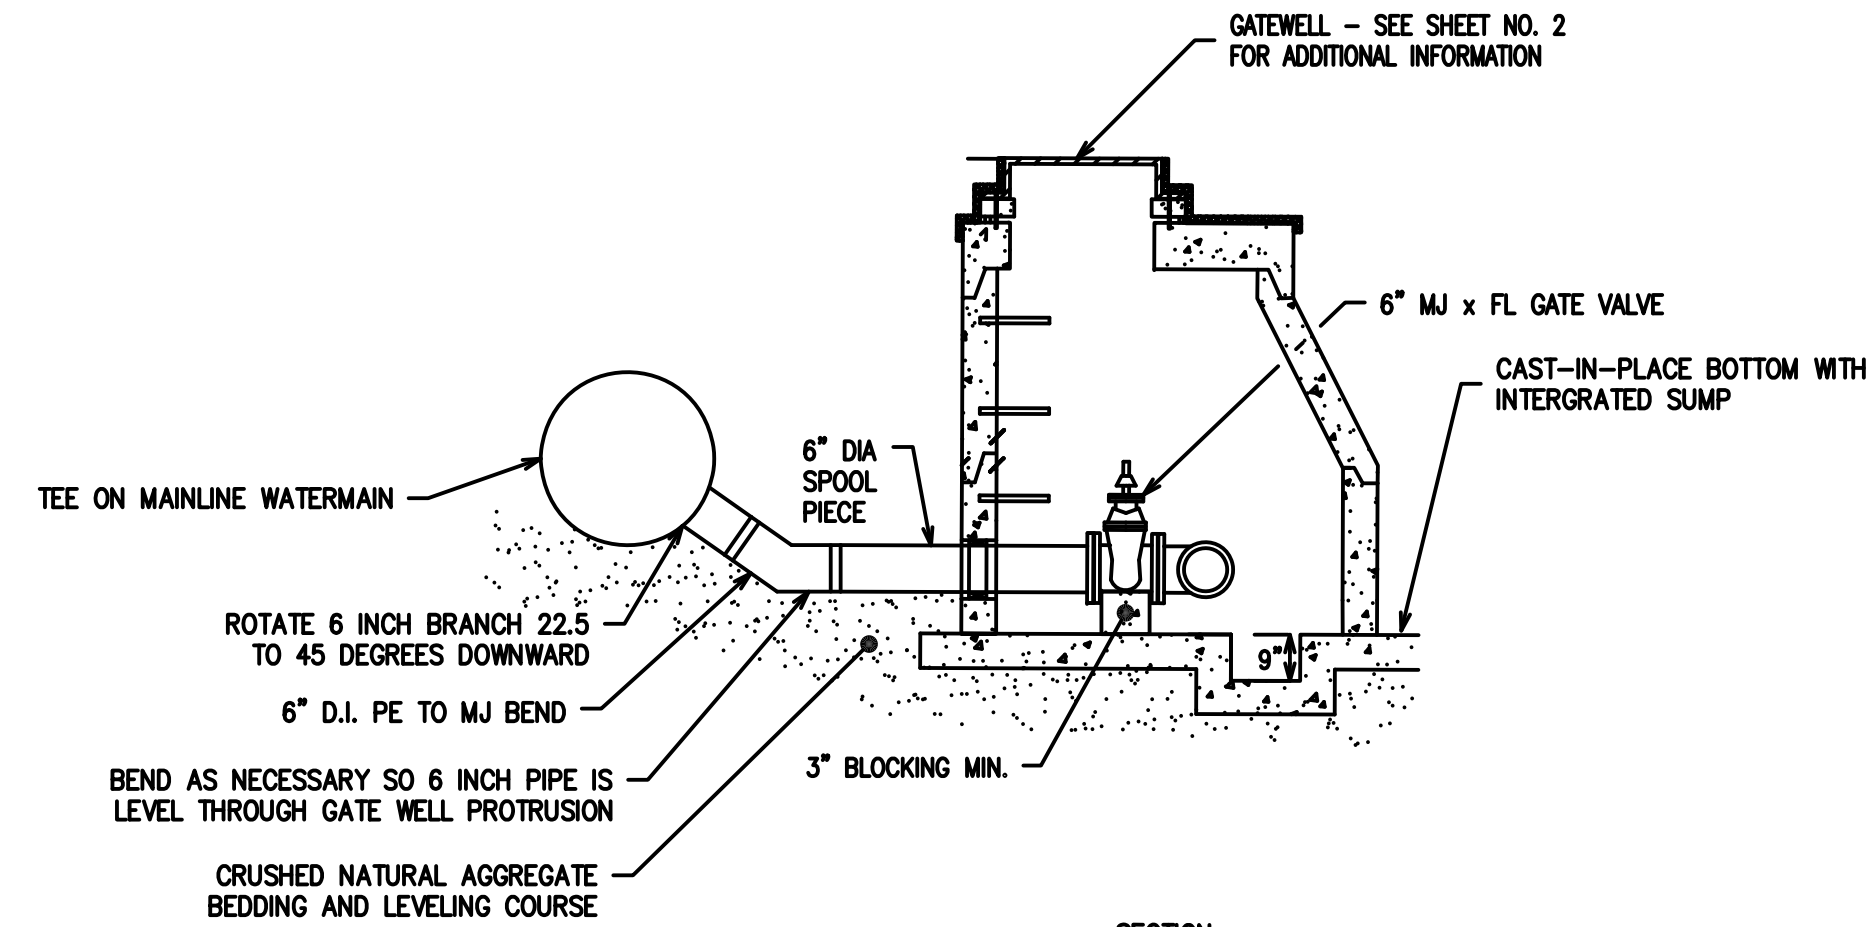 GATEWELL – SEE SHEET NO. 2
FOR ADDITIONAL INFORMATION
6" MJ x FL GATE VALVE
CAST–IN–PLACE BOTTOM WITH
INTERGRATED SUMP
6" DIA
SPOOL
PIECE
TEE ON MAINLINE WATERMAIN
ROTATE 6 INCH BRANCH 22.5
TO 45 DEGREES DOWNWARD
9"
6" D.I. PE TO MJ BEND
3" BLOCKING MIN.
BEND AS NECESSARY SO 6 INCH PIPE IS
LEVEL THROUGH GATE WELL PROTRUSION
CRUSHED NATURAL AGGREGATE
BEDDING AND LEVELING COURSE
SECTION